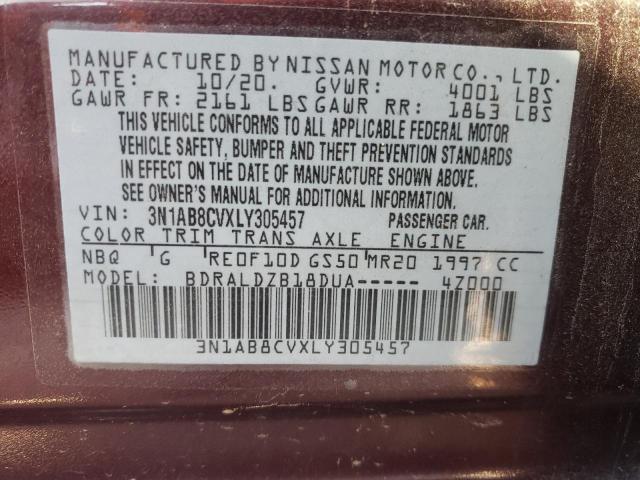 MANUFACTURED BY NISSAN MOTOR CO., LTD.
DATE: 10/20. GVWR: 4001 LBS
GAWR FR: 2161 LBS GAWR RR: 1863 LBS
THIS VEHICLE CONFORMS TO ALL APPLICABLE FEDERAL MOTOR
VEHICLE SAFETY, BUMPER AND THEFT PREVENTION STANDARDS
IN EFFECT ON THE DATE OF MANUFACTURE SHOWN ABOVE.
SEE OWNER'S MANUAL FOR ADDITIONAL INFORMATION.
VIN: 3N1AB8CVXLY305457 PASSENGER CAR.
COLOR TRIM TRANS AXLE ENGINE
NBQ G RE0F10D GS50 MR20 1997 CC
MODEL: BDRALDZB18DUA----- 4Z000
3N1AB8CVXLY305457